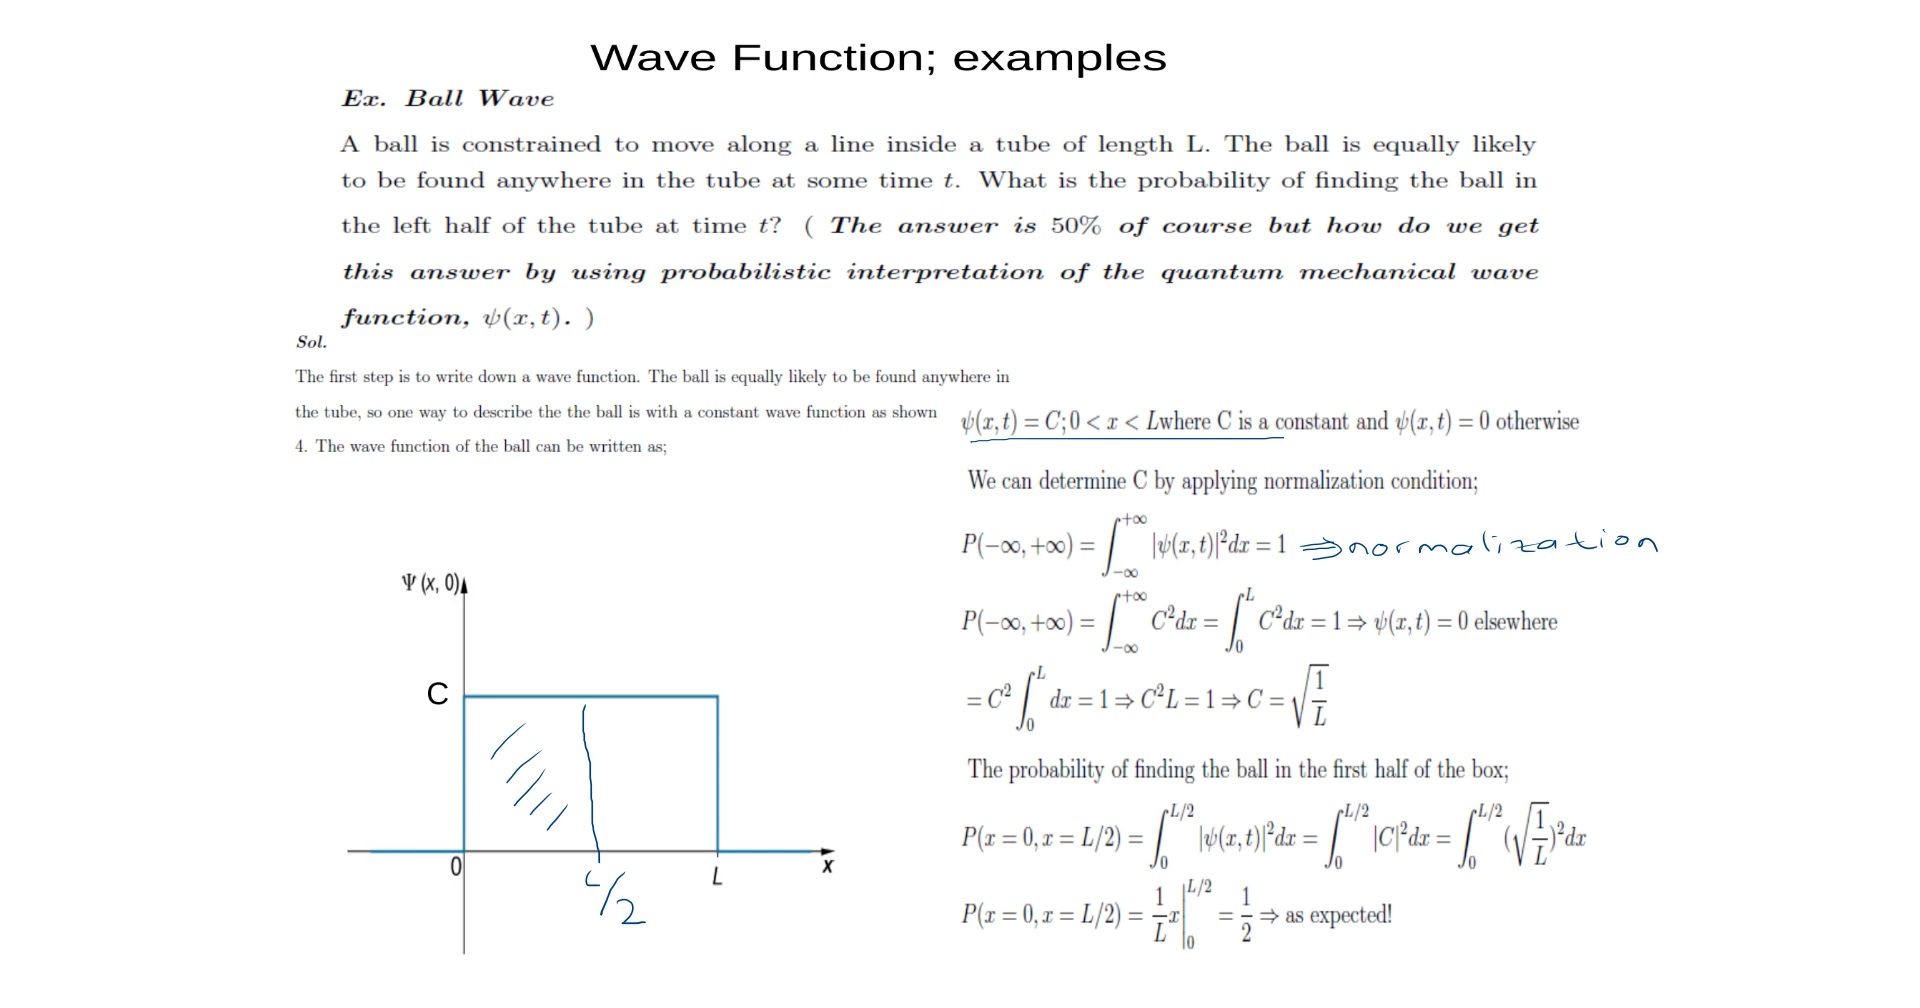 Wave Function; examples
Ex. Ball Wave
A ball is constrained to move along a line inside a tube of length L. The ball is equally likely
to be found anywhere in the tube at some time t. What is the probability of finding the ball in
the left half of the tube at time t? ( The answer is 50% of course but how do we get
this answer by using probabilistic interpretation of the quantum mechanical wave
function, ψ(x, t). )
Sol.
The first step is to write down a wave function. The ball is equally likely to be found anywhere in
the tube, so one way to describe the the ball is with a constant wave function as shown
4. The wave function of the ball can be written as;
ψ(x,t) = C; 0 < x < Lwhere C is a constant and ψ(x,t) = 0 otherwise
We can determine C by applying normalization condition;
P(−∞, +∞) = ∫_{−∞}^{+∞} |ψ(x,t)|²dx = 1 ⇒ normalization
P(−∞, +∞) = ∫_{−∞}^{+∞} C²dx = ∫_0^L C²dx = 1 ⇒ ψ(x,t) = 0 elsewhere
= C² ∫_0^L dx = 1 ⇒ C²L = 1 ⇒ C = √(1/L)
The probability of finding the ball in the first half of the box;
P(x = 0, x = L/2) = ∫_0^{L/2} |ψ(x,t)|²dx = ∫_0^{L/2} |C|²dx = ∫_0^{L/2} (√(1/L))²dx
P(x = 0, x = L/2) = 1/L x|_0^{L/2} = 1/2 ⇒ as expected!
Ψ (x, 0)
C
0
L/2
L
x